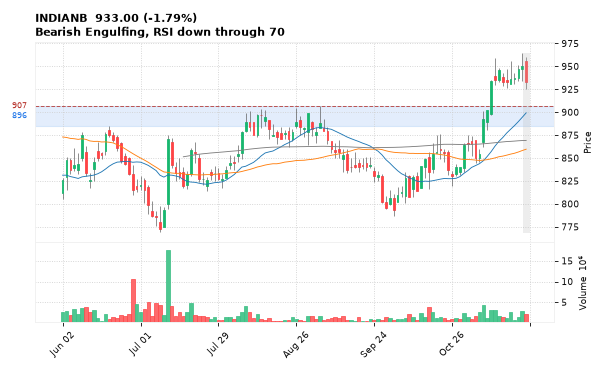 INDIANB 933.00 (-1.79%)
Bearish Engulfing, RSI down through 70
975
950
925
907
900
896
875
850
825
800
775
Price
15
10
5
Volume 10⁶
Jun 02
Jul 01
Jul 29
Aug 26
Sep 24
Oct 26